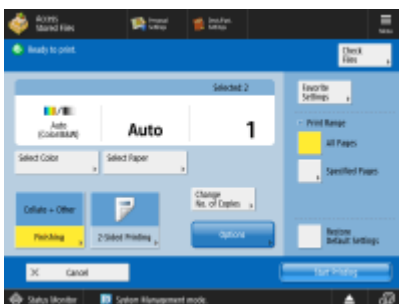 Access
Stored Files
Personal
Settings
Dest./Fwd.
Settings
Menu
Ready to print.
Check
Files
Selected: 2
Auto
(Color/B&W)
Auto
1
Select Color
Select Paper
Collate + Other
Finishing
2-Sided Printing
Change
No. of Copies
Options
Favorite
Settings
Print Range
All Pages
Specified Pages
Restore
Default Settings
Cancel
Start Printing
Status Monitor
System Management mode.